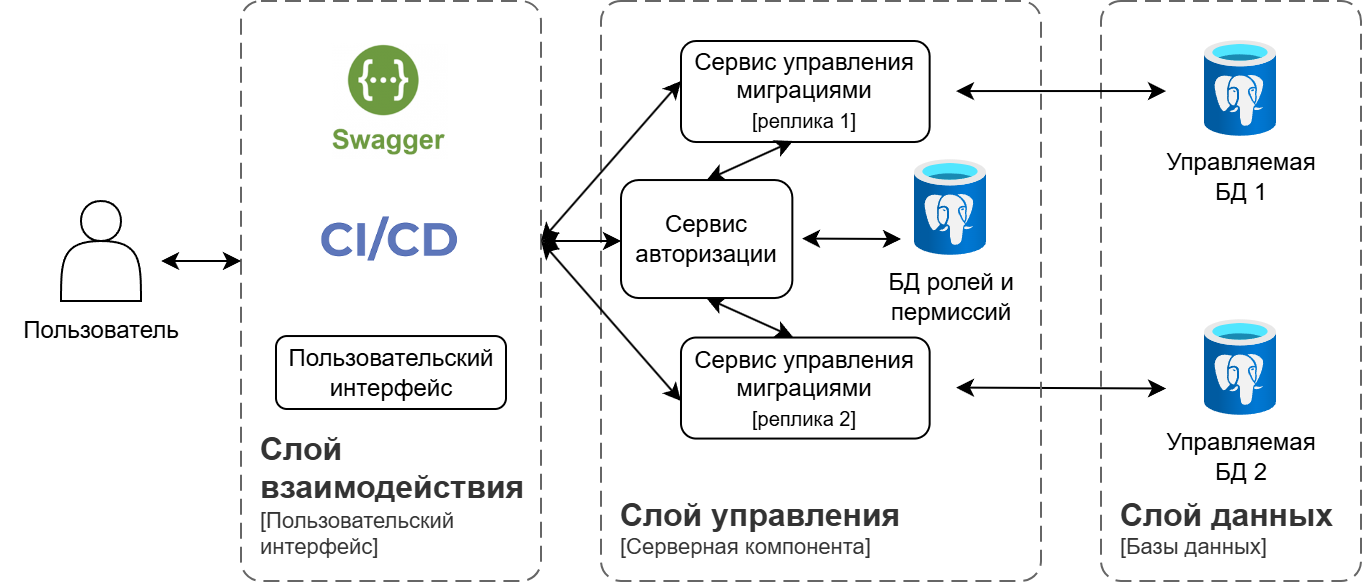 Пользователь
{···}
Swagger
CI/CD
Пользовательский
интерфейс
Слой
взаимодействия
[Пользовательский
интерфейс]
Сервис управления
миграциями
[реплика 1]
Сервис
авторизации
БД ролей и
пермиссий
Сервис управления
миграциями
[реплика 2]
Слой управления
[Серверная компонента]
Управляемая
БД 1
Управляемая
БД 2
Слой данных
[Базы данных]